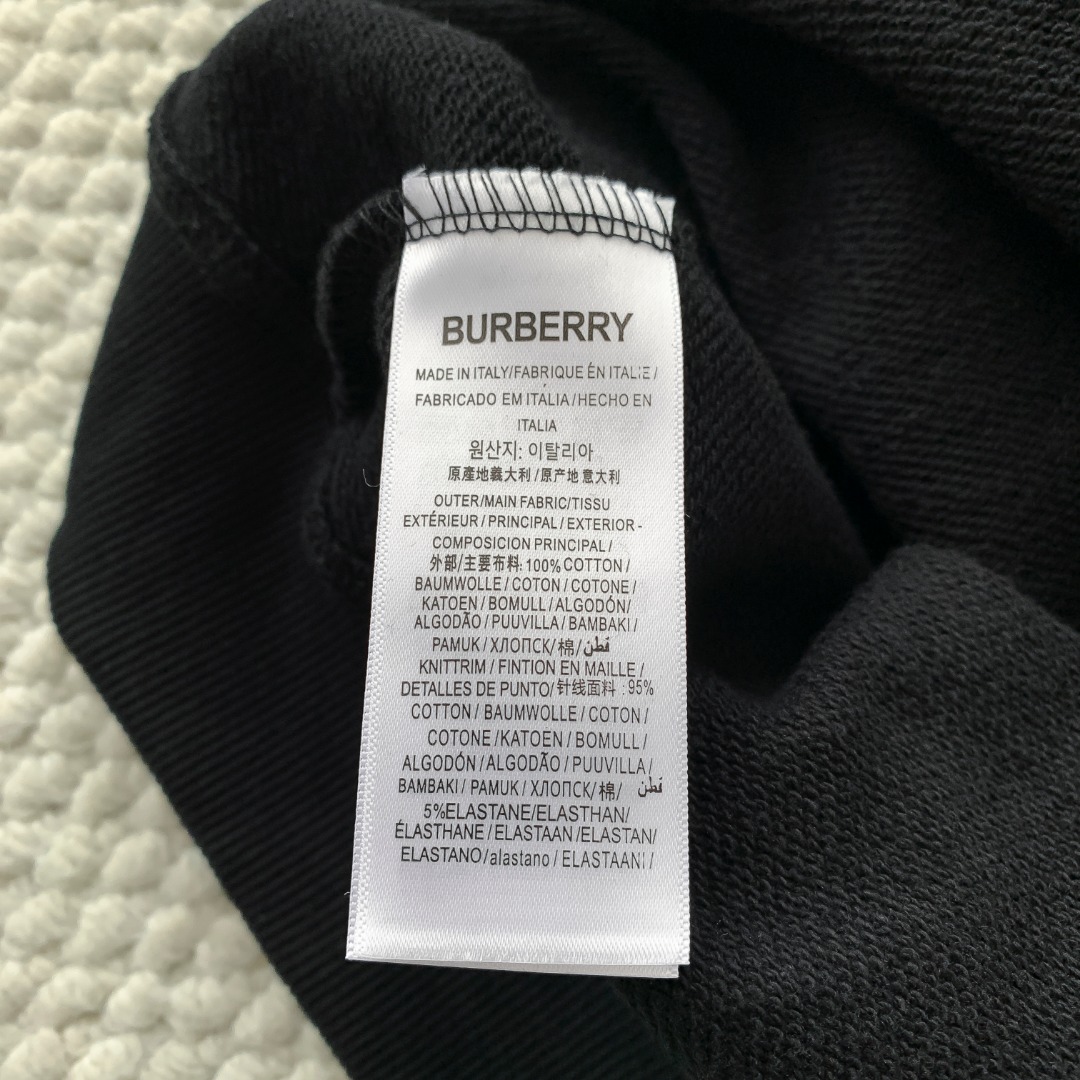 BURBERRY
MADE IN ITALY/FABRIQUE ÉN ITALIE/
FABRICADO EM ITÁLIA/HECHO EN
ITALIA
원산지: 이탈리아
原產地義大利/原产地意大利
OUTER/MAIN FABRIC/TISSU
EXTÉRIEUR/PRINCIPAL/EXTERIOR-
COMPOSICION PRINCIPAL/
外部/主要布料: 100% COTTON/
BAUMWOLLE/COTON/COTONE/
KATOEN/BOMULL/ALGODÓN/
ALGODÃO/PUUVILLA/BAMBAKI/
PAMUK/ХЛОПСК/棉/قطن
KNITTRIM/FINTION EN MAILLE/
DETALLES DE PUNTO/针线面料:95%
COTTON/BAUMWOLLE/COTON/
COTONE/KATOEN/BOMULL/
ALGODÓN/ALGODAO/PUUVILLA/
BAMBAKI/PAMUK/ХЛОПСК/棉/ قطن
5%ELASTANE/ELASTHAN/
ÉLASTHANE/ELASTAAN/ELASTAN/
ELASTANO/alastano/ELASTAANI/